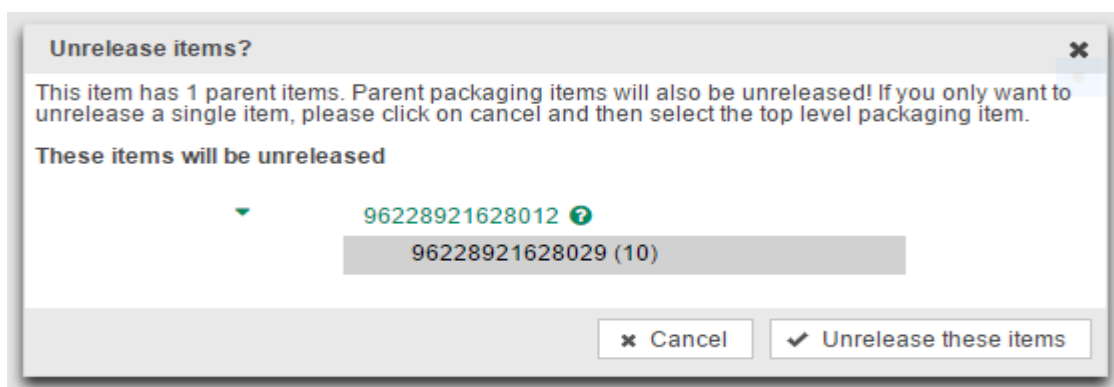 Unrelease items?
This item has 1 parent items. Parent packaging items will also be unreleased! If you only want to
unrelease a single item, please click on cancel and then select the top level packaging item.
These items will be unreleased
96228921628012
96228921628029 (10)
Cancel
Unrelease these items